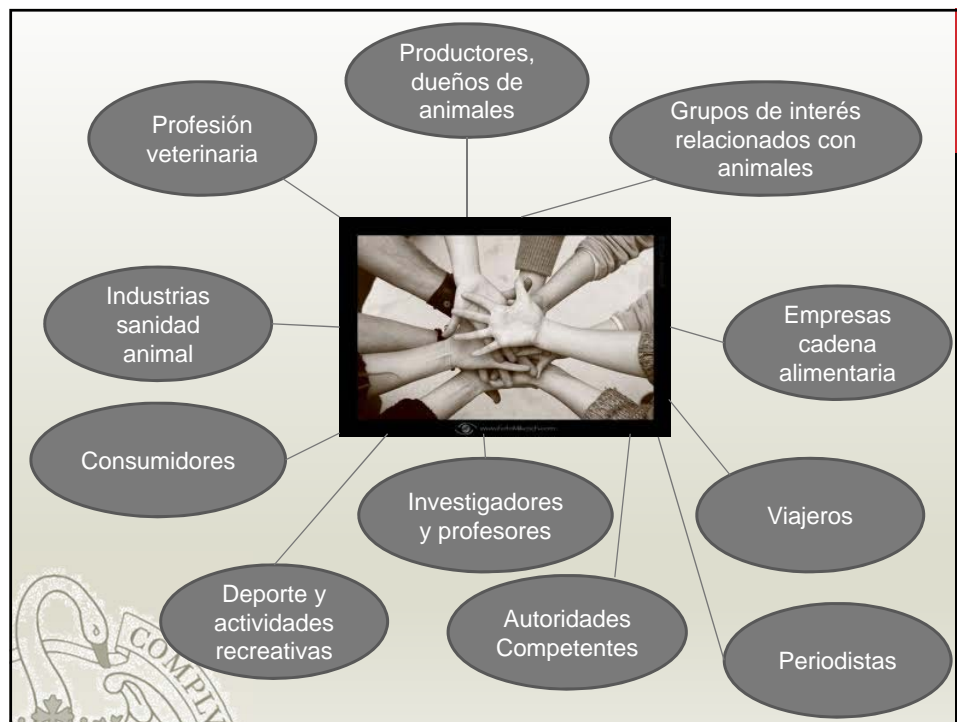 Productores,
dueños de
animales
Profesión
veterinaria
Grupos de interés
relacionados con
animales
Industrias
sanidad
animal
Empresas
cadena
alimentaria
Consumidores
Investigadores
y profesores
Viajeros
Deporte y
actividades
recreativas
Autoridades
Competentes
Periodistas